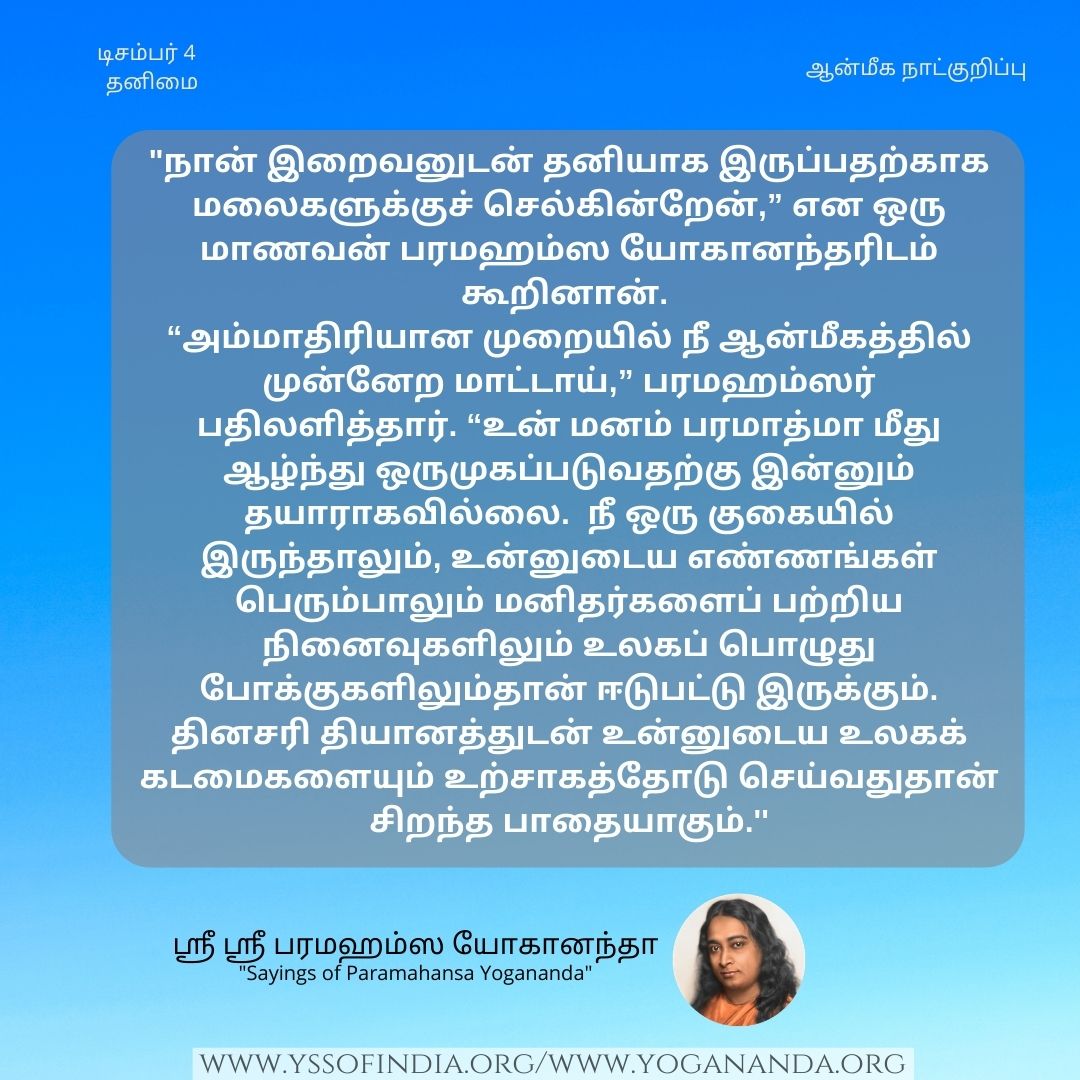 டிசம்பர் 4
தனிமை
ஆன்மீக நாட்குறிப்பு
"நான் இறைவனுடன் தனியாக இருப்பதற்காக
மலைகளுக்குச் செல்கின்றேன்,” என ஒரு
மாணவன் பரமஹம்ஸ யோகானந்தரிடம்
கூறினான்.
“அம்மாதிரியான முறையில் நீ ஆன்மீகத்தில்
முன்னேற மாட்டாய்,” பரமஹம்ஸர்
பதிலளித்தார். “உன் மனம் பரமாத்மா மீது
ஆழ்ந்து ஒருமுகப்படுவதற்கு இன்னும்
தயாராகவில்லை. நீ ஒரு குகையில்
இருந்தாலும், உன்னுடைய எண்ணங்கள்
பெரும்பாலும் மனிதர்களைப் பற்றிய
நினைவுகளிலும் உலகப் பொழுது
போக்குகளிலும்தான் ஈடுபட்டு இருக்கும்.
தினசரி தியானத்துடன் உன்னுடைய உலகக்
கடமைகளையும் உற்சாகத்தோடு செய்வதுதான்
சிறந்த பாதையாகும்.''
ஸ்ரீ ஸ்ரீ பரமஹம்ஸ யோகானந்தா
"Sayings of Paramahansa Yogananda"
WWW.YSSOFINDIA.ORG/WWW.YOGANANDA.ORG